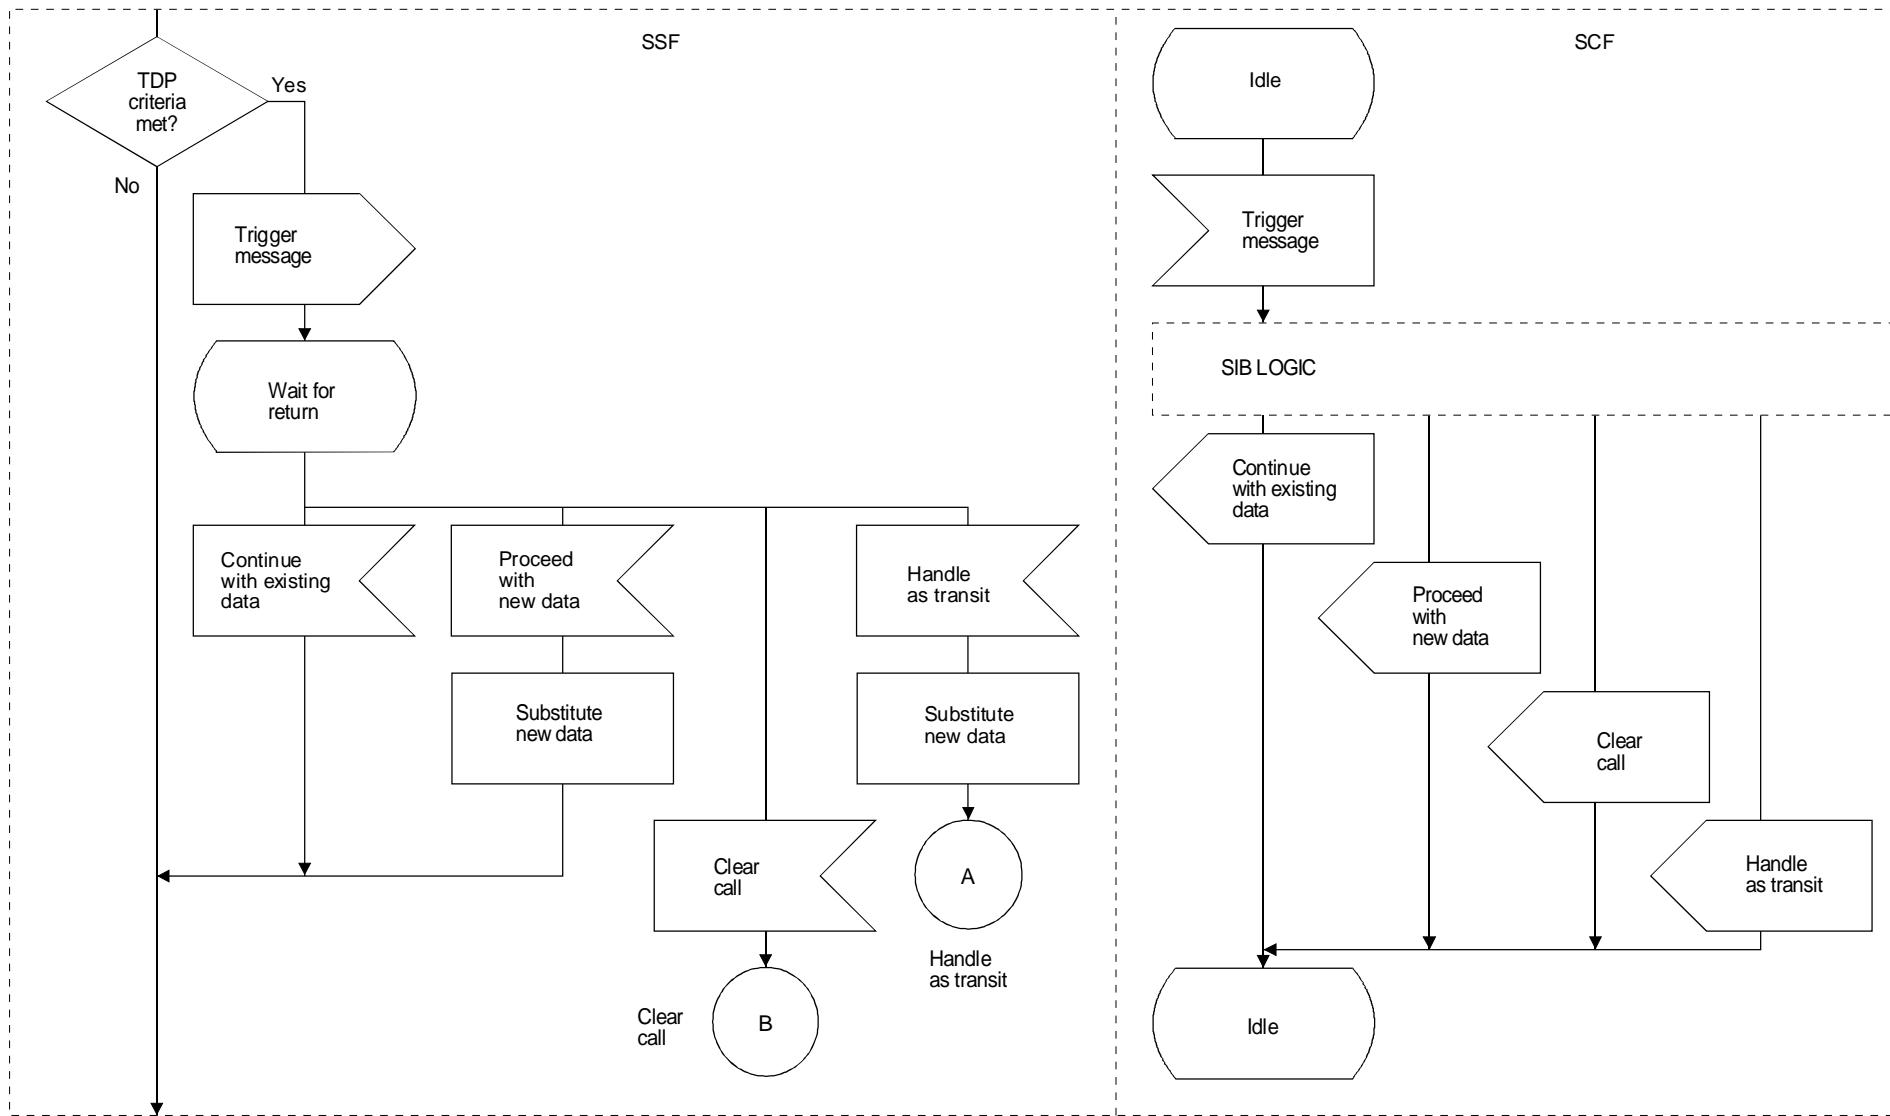 SSF
TDP
criteria
met?
Yes
No
Trigger
message
Wait for
return
Continue
with existing
data
Proceed
with
new data
Handle
as transit
Substitute
new data
Substitute
new data
Clear
call
A
Handle
as transit
Clear
call
B
SCF
Idle
Trigger
message
SIB LOGIC
Continue
with existing
data
Proceed
with
new data
Clear
call
Handle
as transit
Idle